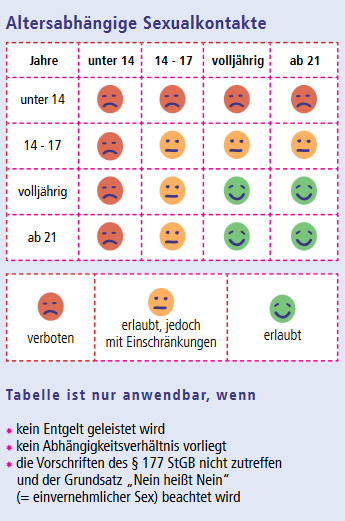 Altersabhängige Sexualkontakte
Jahre unter 14 14 - 17 volljährig ab 21
unter 14
14 - 17
volljährig
ab 21
verboten
erlaubt, jedoch
mit Einschränkungen
erlaubt
Tabelle ist nur anwendbar, wenn
kein Entgelt geleistet wird
kein Abhängigkeitsverhältnis vorliegt
die Vorschriften des § 177 StGB nicht zutreffen
und der Grundsatz „Nein heißt Nein“
(= einvernehmlicher Sex) beachtet wird